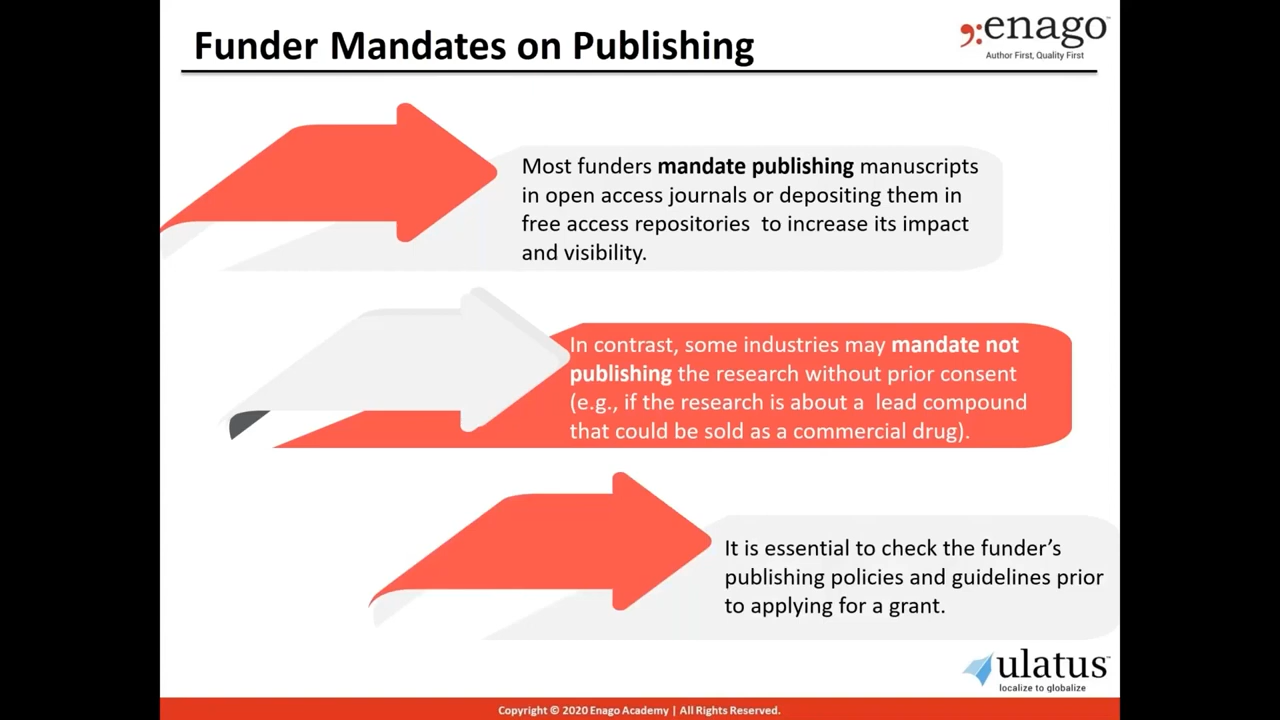 Funder Mandates on Publishing
enago™
Author First, Quality First
Most funders mandate publishing manuscripts
in open access journals or depositing them in
free access repositories to increase its impact
and visibility.
In contrast, some industries may mandate not
publishing the research without prior consent
(e.g., if the research is about a lead compound
that could be sold as a commercial drug).
It is essential to check the funder’s
publishing policies and guidelines prior
to applying for a grant.
ulatus™
localize to globalize
Copyright © 2020 Enago Academy | All Rights Reserved.